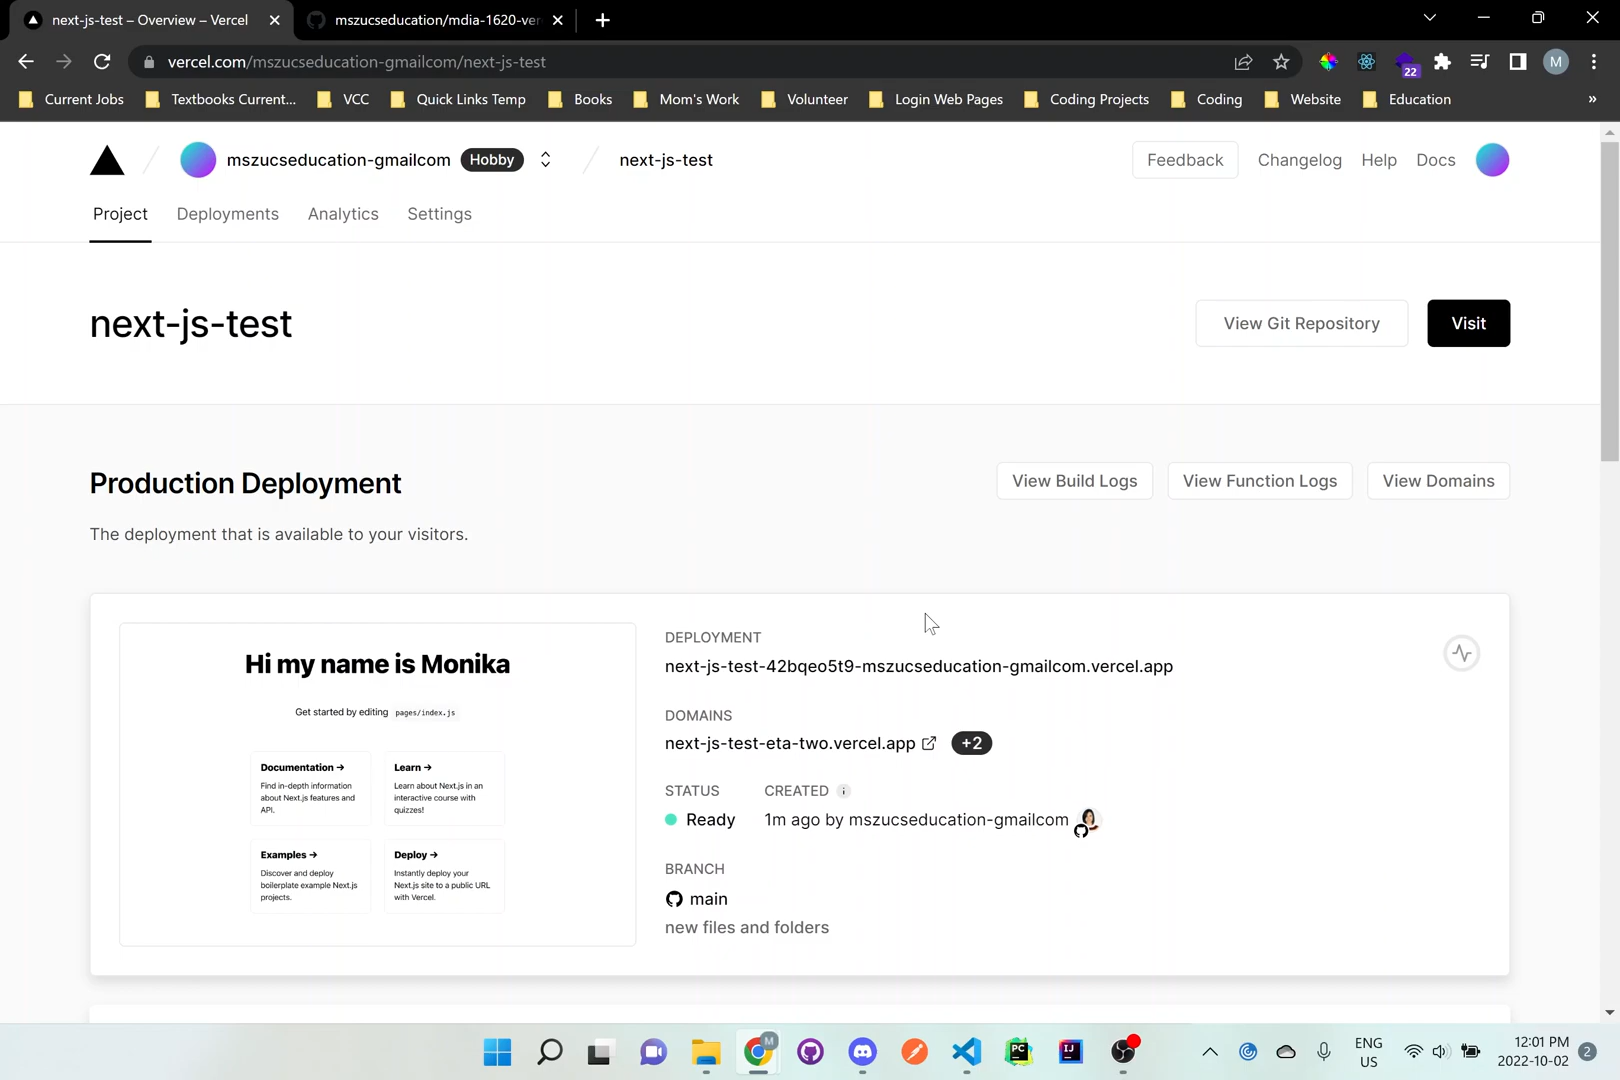 next-js-test – Overview – Vercel
mszucseducation/mdia-1620-ver
vercel.com/mszucseducation-gmailcom/next-js-test
22
M
Current Jobs
Textbooks Current...
VCC
Quick Links Temp
Books
Mom's Work
Volunteer
Login Web Pages
Coding Projects
Coding
Website
Education
»
mszucseducation-gmailcom
Hobby
next-js-test
Feedback
Changelog
Help
Docs
Project
Deployments
Analytics
Settings
next-js-test
View Git Repository
Visit
Production Deployment
View Build Logs
View Function Logs
View Domains
The deployment that is available to your visitors.
Hi my name is Monika
Get started by editing pages/index.js
Documentation →
Find in-depth information
about Next.js features and
API.
Learn →
Learn about Next.js in an
interactive course with
quizzes!
Examples →
Discover and deploy
boilerplate example Next.js
projects.
Deploy →
Instantly deploy your
Next.js site to a public URL
with Vercel.
DEPLOYMENT
next-js-test-42bqeo5t9-mszucseducation-gmailcom.vercel.app
DOMAINS
next-js-test-eta-two.vercel.app
+2
STATUS
CREATED
Ready
1m ago by mszucseducation-gmailcom
BRANCH
main
new files and folders
M
PC
IJ
ENG
US
12:01 PM
2022-10-02
2